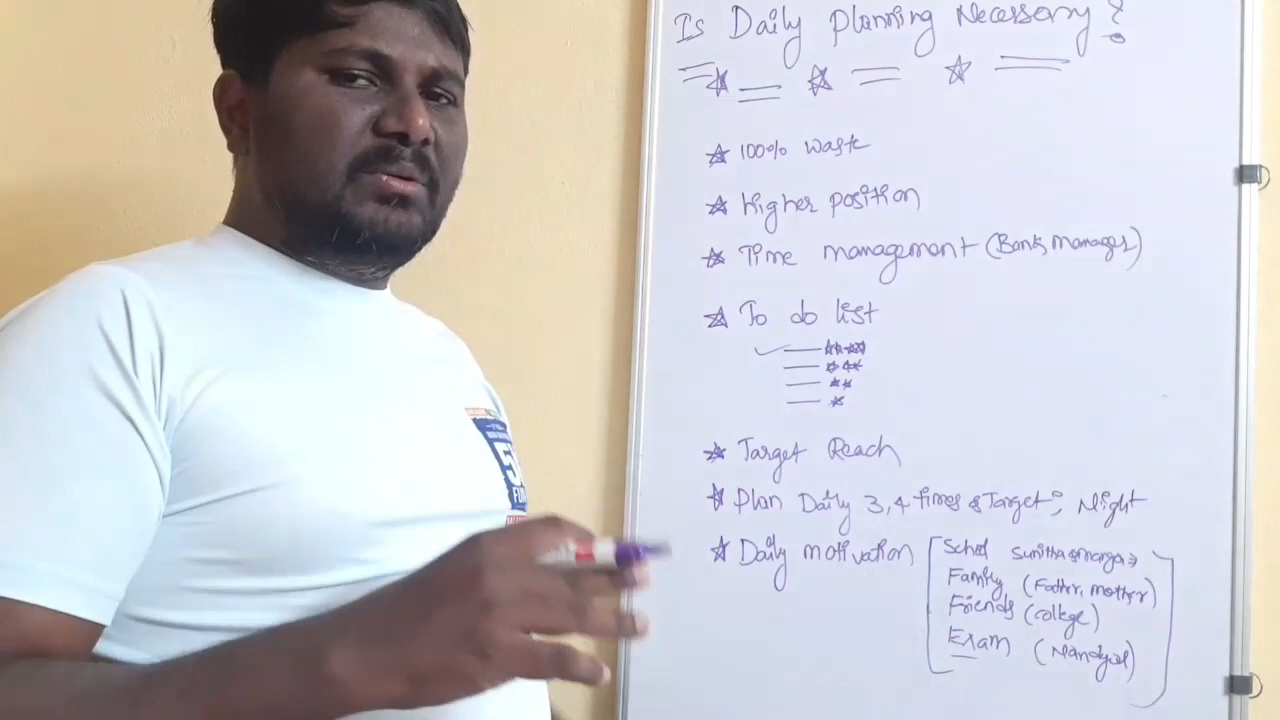 Is Daily Planning Necessary?
100% waste
Higher position
Time management (Bank manager)
To do list
Target Reach
Plan Daily 3,4 times & Target; Night
Daily motivation
School
Family (Father, mother)
Friends (college)
Exam